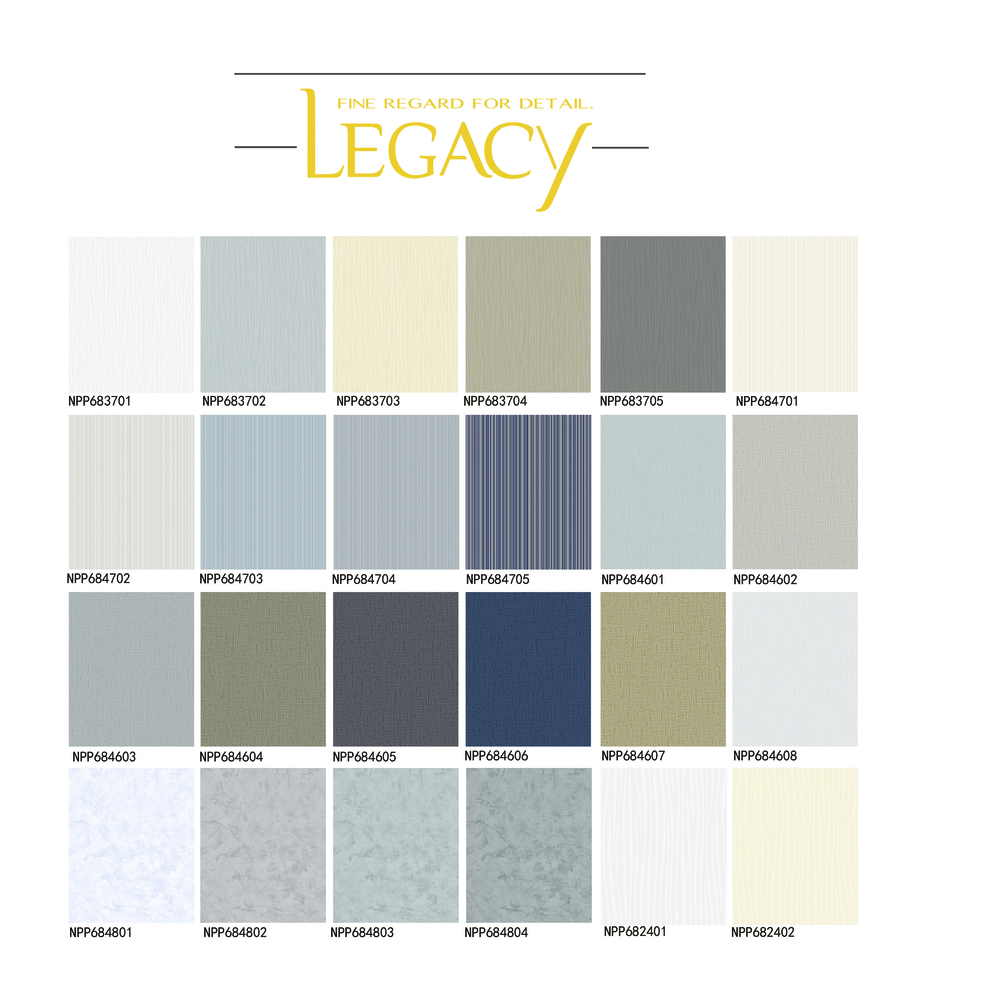 FINE REGARD FOR DETAIL.
LEGACY
NPP683701 NPP683702 NPP683703 NPP683704 NPP683705 NPP684701
NPP684702 NPP684703 NPP684704 NPP684705 NPP684601 NPP684602
NPP684603 NPP684604 NPP684605 NPP684606 NPP684607 NPP684608
NPP684801 NPP684802 NPP684803 NPP684804 NPP682401 NPP682402